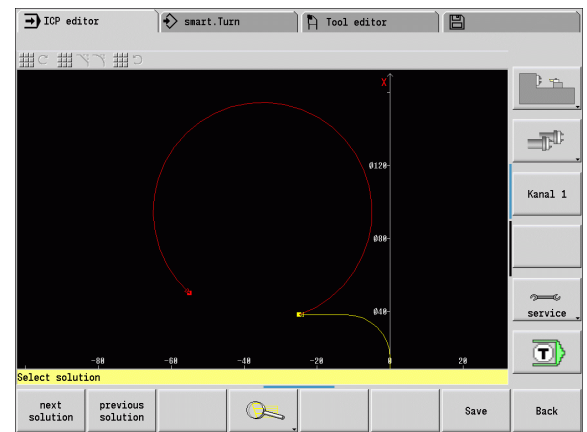 ICP editor
smart.Turn
Tool editor
X
Ø120
Ø80
Ø40
-80
-60
-40
-20
0
20
Kanal 1
service
T
Select solution
next
solution
previous
solution
Save
Back